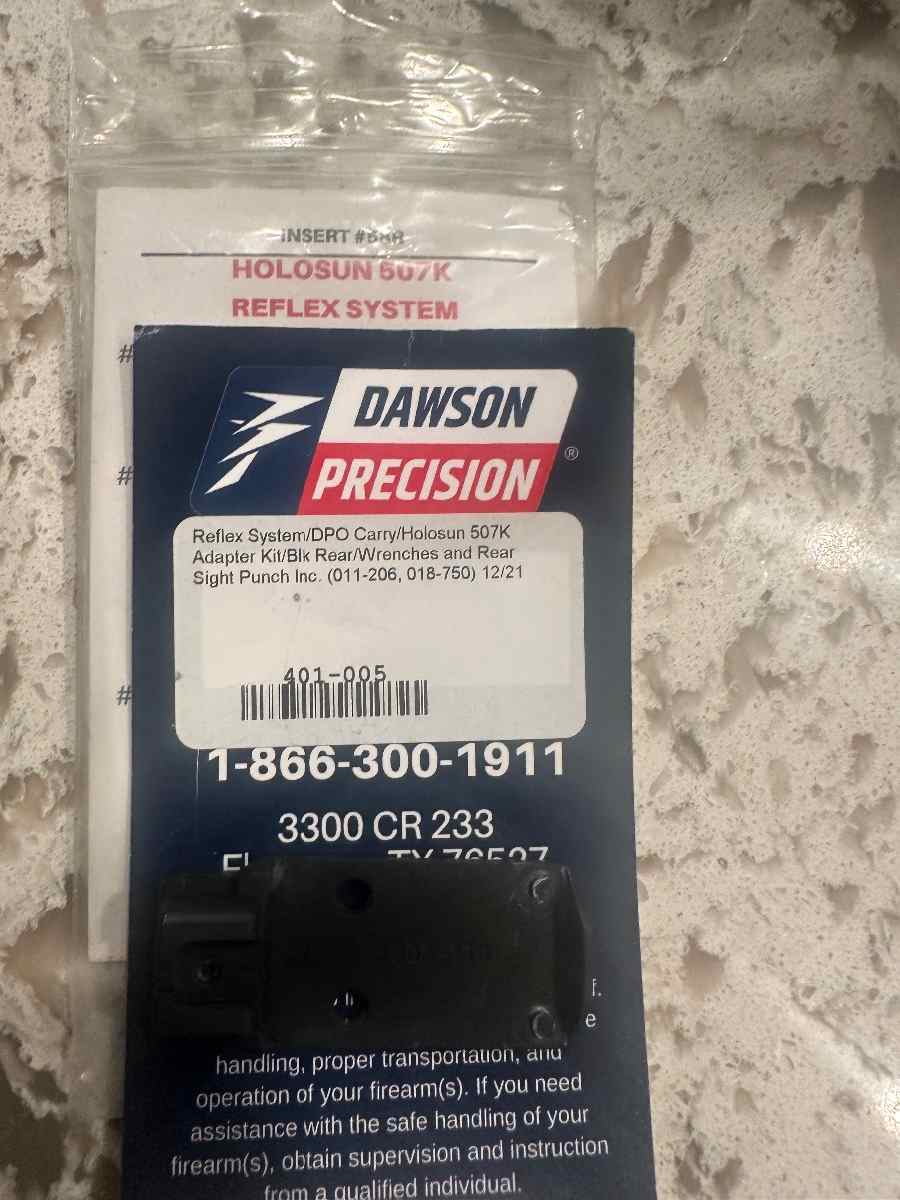 INSERT
HOLOSUN 507K
REFLEX SYSTEM
#
DAWSON
PRECISION
®
Reflex System/DPO Carry/Holosun 507K
Adapter Kit/Blk Rear/Wrenches and Rear
Sight Punch Inc. (011-206, 018-750) 12/21
#
401-005
#
1-866-300-1911
3300 CR 233
TX 76527
f.
e
handling, proper transportation, and
operation of your firearm(s). If you need
assistance with the safe handling of your
firearm(s), obtain supervision and instruction
from a qualified individual.